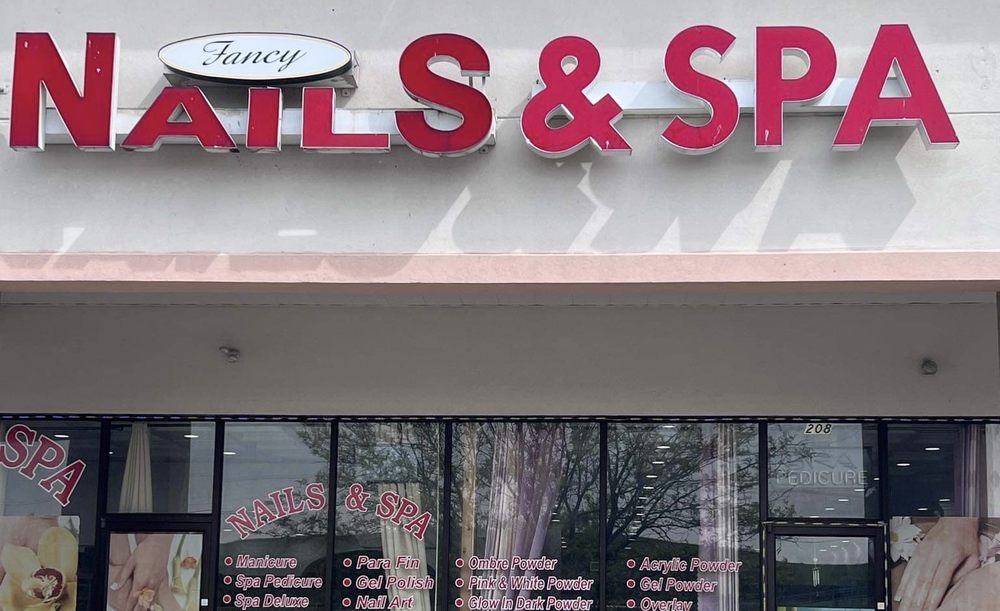 Fancy
NAILS & SPA
208
PEDICURE
SPA
NAILS & SPA
• Manicure
• Spa Pedicure
• Spa Deluxe
• Para Fin
• Gel Polish
• Nail Art
• Ombre Powder
• Pink & White Powder
• Glow In Dark Powder
• Acrylic Powder
• Gel Powder
• Overlay